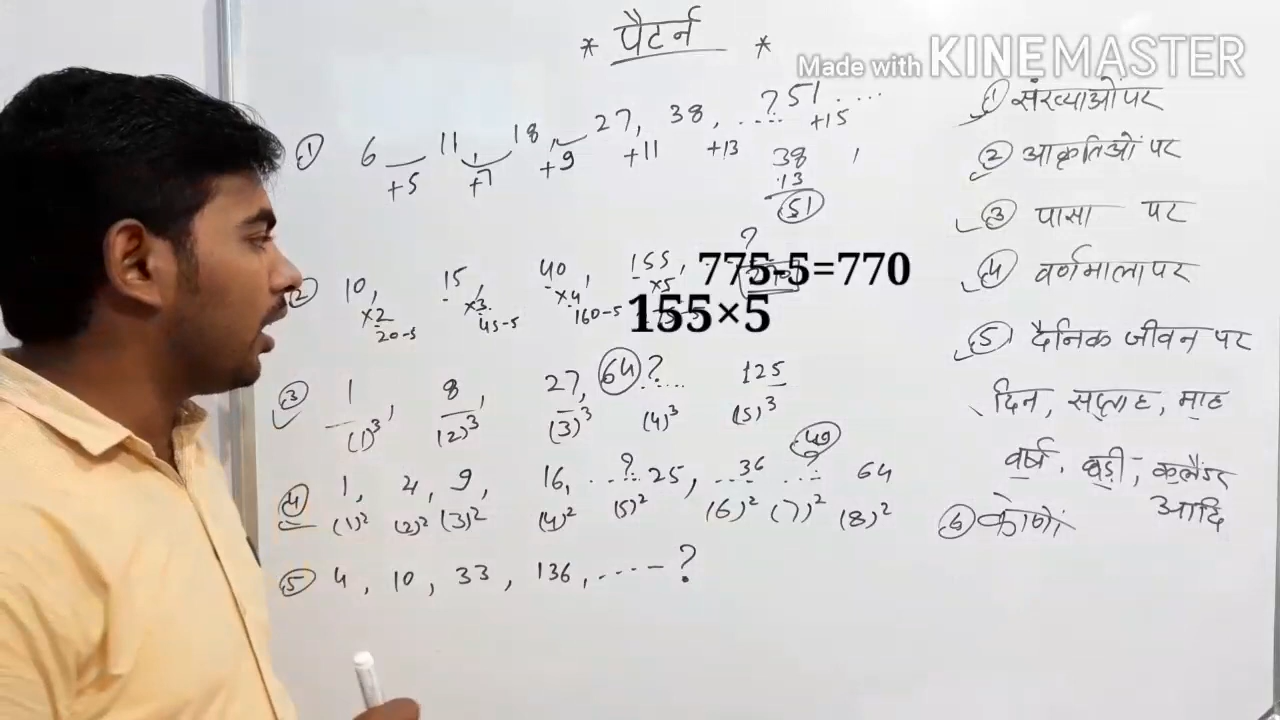 * पैटर्न *
Made with KINEMASTER
① 6 11, 18, 27, 38, ..... ? 51 ....
+5 +7 +9 +11 +13 +15
38
13
51
② 10, 15, 40, 155, ?
×2 ×3 ×4 ×5
20-5 45-5 160-5
775-5=770
155×5
③ 1, 8, 27, 64 ? ..... 125
(1)³ (2)³ (3)³ (4)³ (5)³
49
④ 1, 4, 9, 16, ..... ? 25, 36 ..... ? 64
(1)² (2)² (3)² (4)² (5)² (6)² (7)² (8)²
⑤ 4, 10, 33, 136, ..... ?
① संख्याओं पर
② आकृतिओं पर
③ पासा पर
④ वर्णमाला पर
⑤ दैनिक जीवन पर
दिन, सप्ताह, माह
वर्ष, घड़ी, कलैंडर
आदि
⑥ कोणों